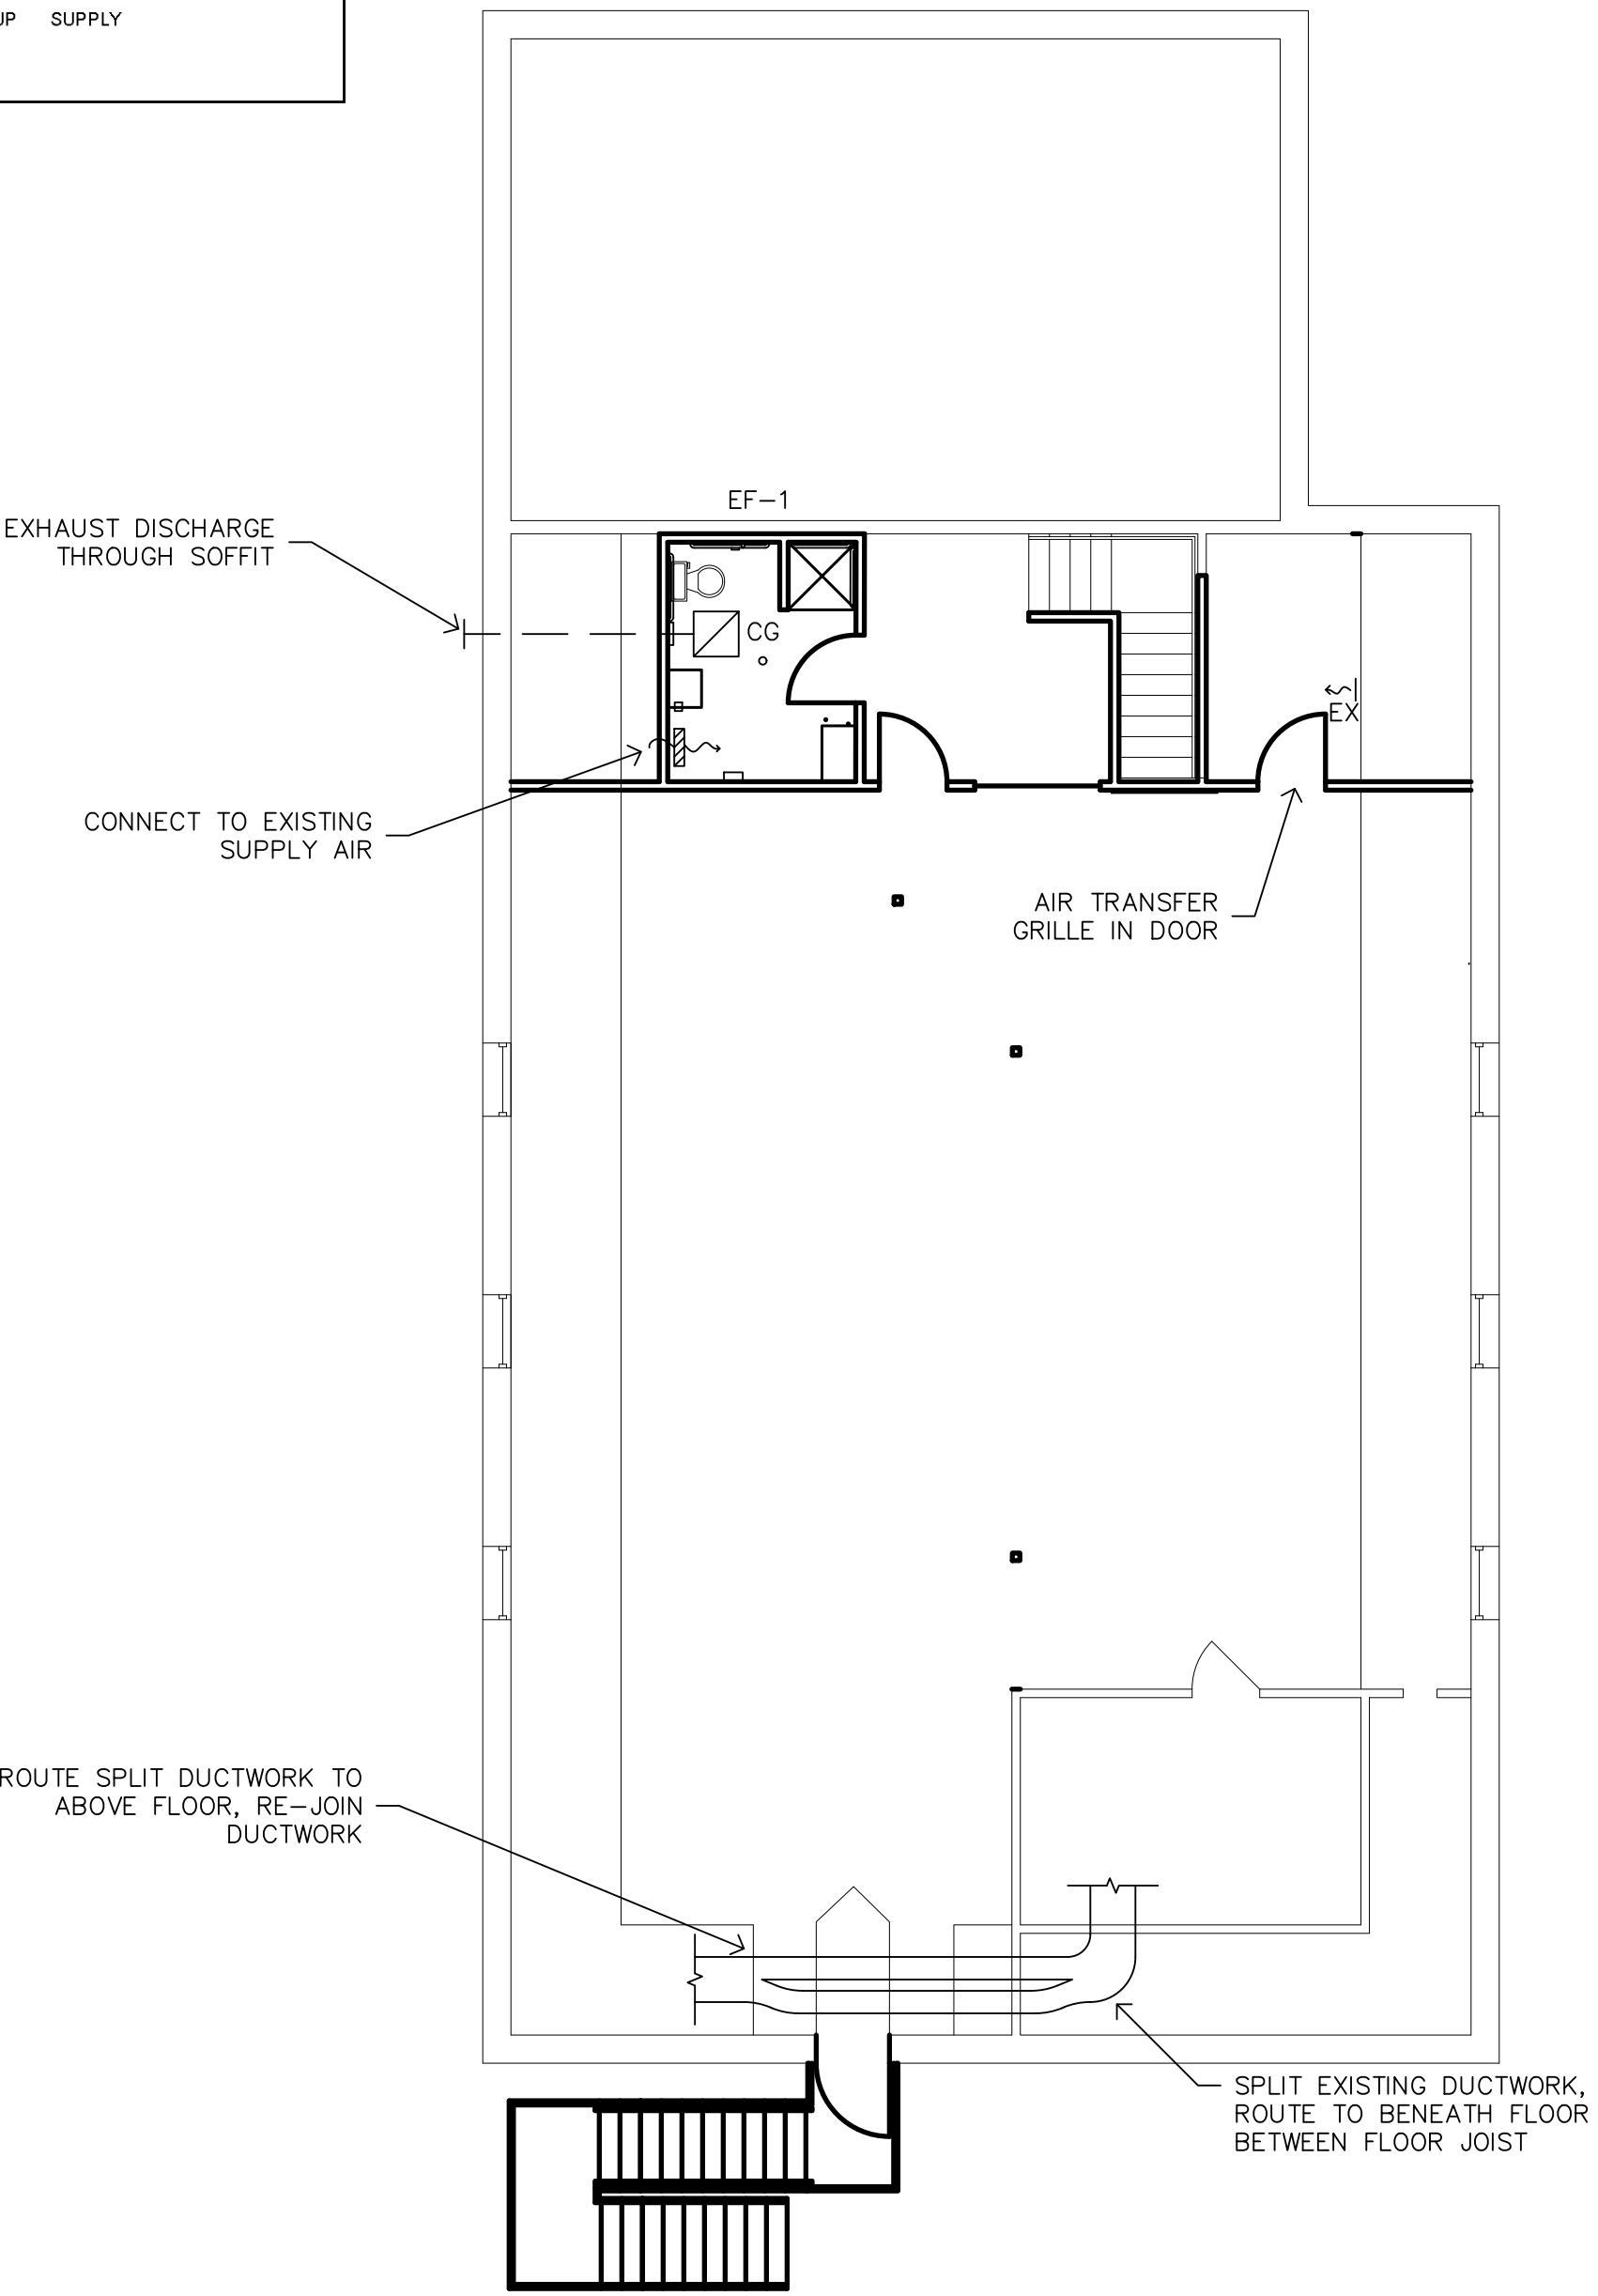 UP SUPPLY
EF-1
EXHAUST DISCHARGE
THROUGH SOFFIT
CG
EX
CONNECT TO EXISTING
SUPPLY AIR
AIR TRANSFER
GRILLE IN DOOR
ROUTE SPLIT DUCTWORK TO
ABOVE FLOOR, RE-JOIN
DUCTWORK
SPLIT EXISTING DUCTWORK,
ROUTE TO BENEATH FLOOR
BETWEEN FLOOR JOIST